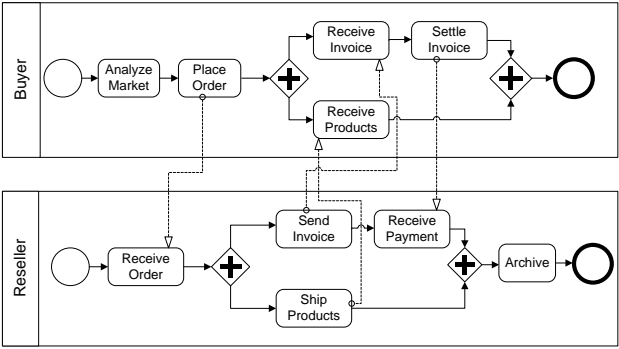 Buyer
Analyze
Market
Place
Order
Receive
Invoice
Settle
Invoice
Receive
Products
Reseller
Receive
Order
Send
Invoice
Receive
Payment
Ship
Products
Archive